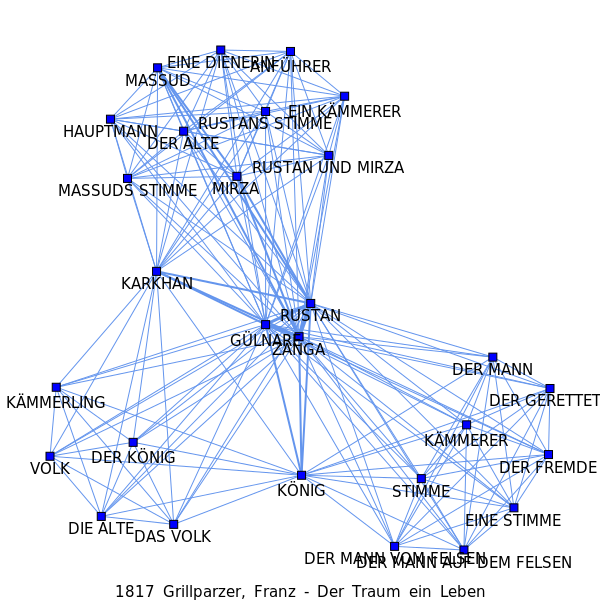 EINE DIENERIN
ANFÜHRER
MASSUD
EIN KÄMMERER
RUSTANS STIMME
HAUPTMANN
DER ALTE
RUSTAN UND MIRZA
MASSUDS STIMME
MIRZA
KARKHAN
RUSTAN
GÜLNARE
ZANGA
DER MANN
KÄMMERLING
DER GERETTET
KÄMMERER
DER KÖNIG
VOLK
DER FREMDE
KÖNIG
STIMME
EINE STIMME
DIE ALTE
DAS VOLK
DER MANN VOM FELSEN
DER MANN AUF DEM FELSEN
1817 Grillparzer, Franz - Der Traum ein Leben